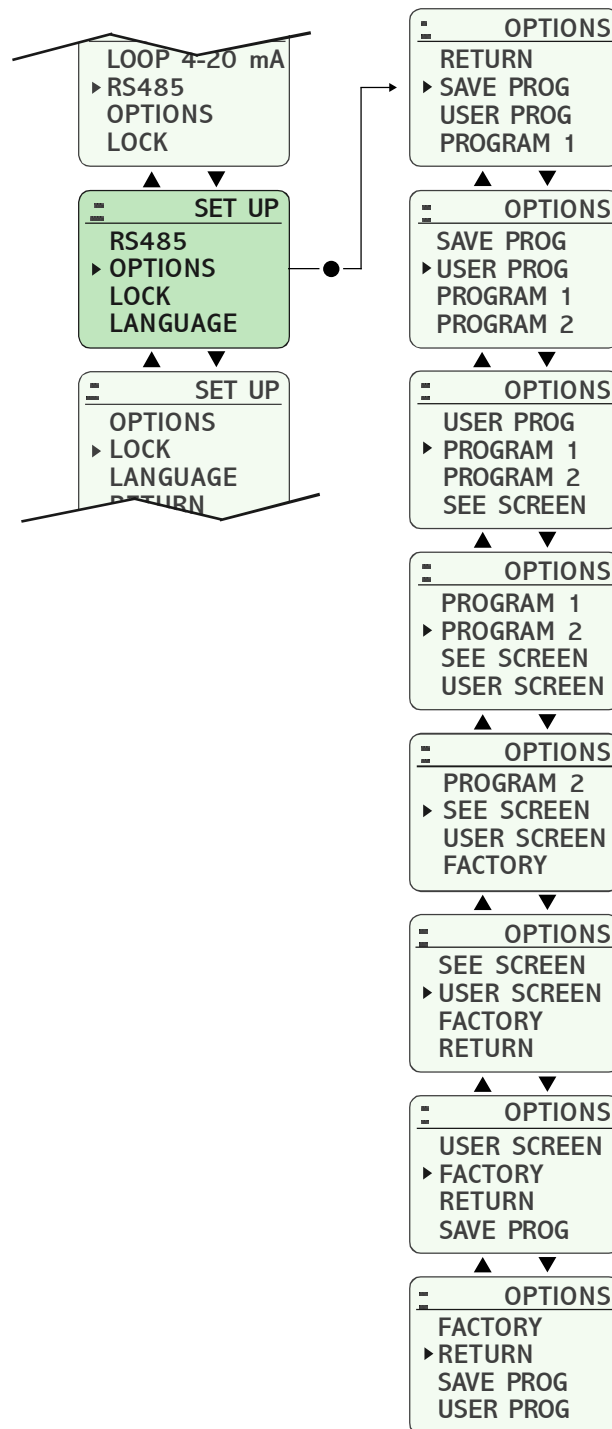 LOOP 4-20 mA
RS485
OPTIONS
LOCK
SET UP
RS485
OPTIONS
LOCK
LANGUAGE
SET UP
OPTIONS
LOCK
LANGUAGE
RETURN
OPTIONS
RETURN
SAVE PROG
USER PROG
PROGRAM 1
OPTIONS
SAVE PROG
USER PROG
PROGRAM 1
PROGRAM 2
OPTIONS
USER PROG
PROGRAM 1
PROGRAM 2
SEE SCREEN
OPTIONS
PROGRAM 1
PROGRAM 2
SEE SCREEN
USER SCREEN
OPTIONS
PROGRAM 2
SEE SCREEN
USER SCREEN
FACTORY
OPTIONS
SEE SCREEN
USER SCREEN
FACTORY
RETURN
OPTIONS
USER SCREEN
FACTORY
RETURN
SAVE PROG
OPTIONS
FACTORY
RETURN
SAVE PROG
USER PROG